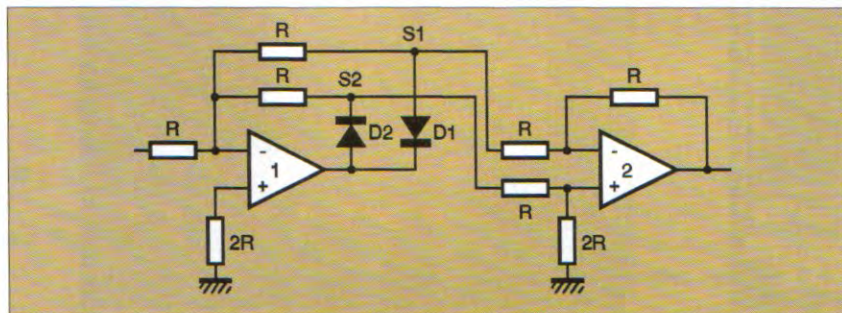 R S1
R S2 R
R D2 D1 R
- 1 + - 2 +
R
2R 2R